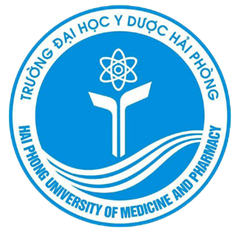 TRƯỜNG ĐẠI HỌC Y DƯỢC HẢI PHÒNG
HAI PHONG UNIVERSITY OF MEDICINE AND PHARMACY